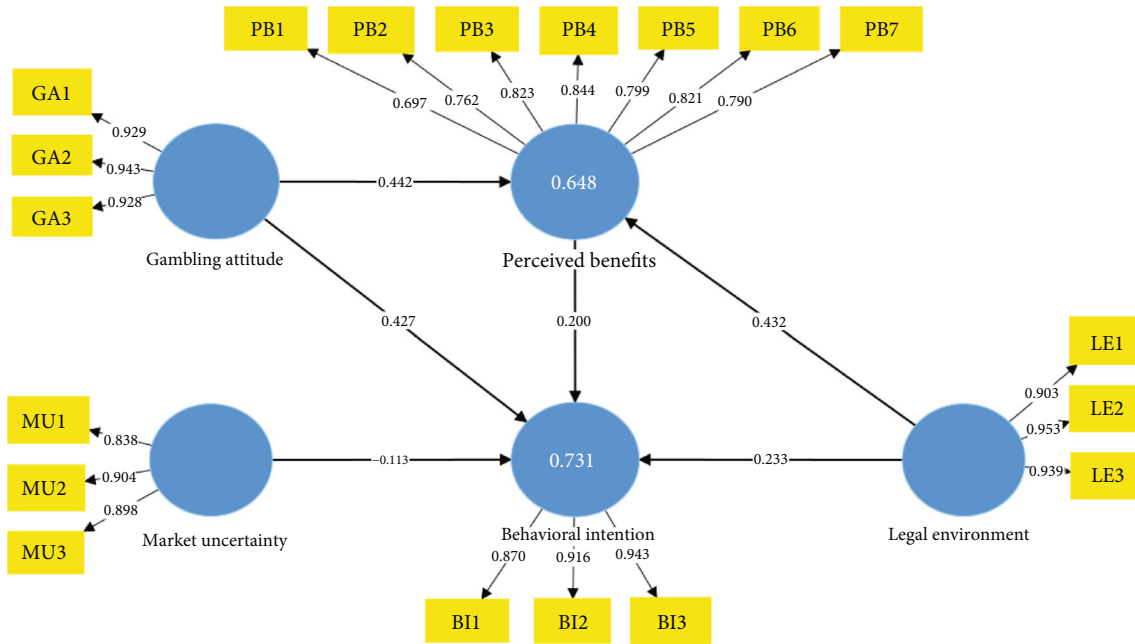 PB1 PB2 PB3 PB4 PB5 PB6 PB7
0.697 0.762 0.823 0.844 0.799 0.821 0.790
GA1
0.929
GA2
0.943
GA3
0.928
Gambling attitude
0.442
0.648
Perceived benefits
0.427
0.200
0.432
MU1
0.838
MU2
0.904
MU3
0.898
Market uncertainty
−0.113
0.731
Behavioral intention
0.233
LE1
0.903
LE2
0.953
LE3
0.939
Legal environment
0.870 0.916 0.943
BI1 BI2 BI3